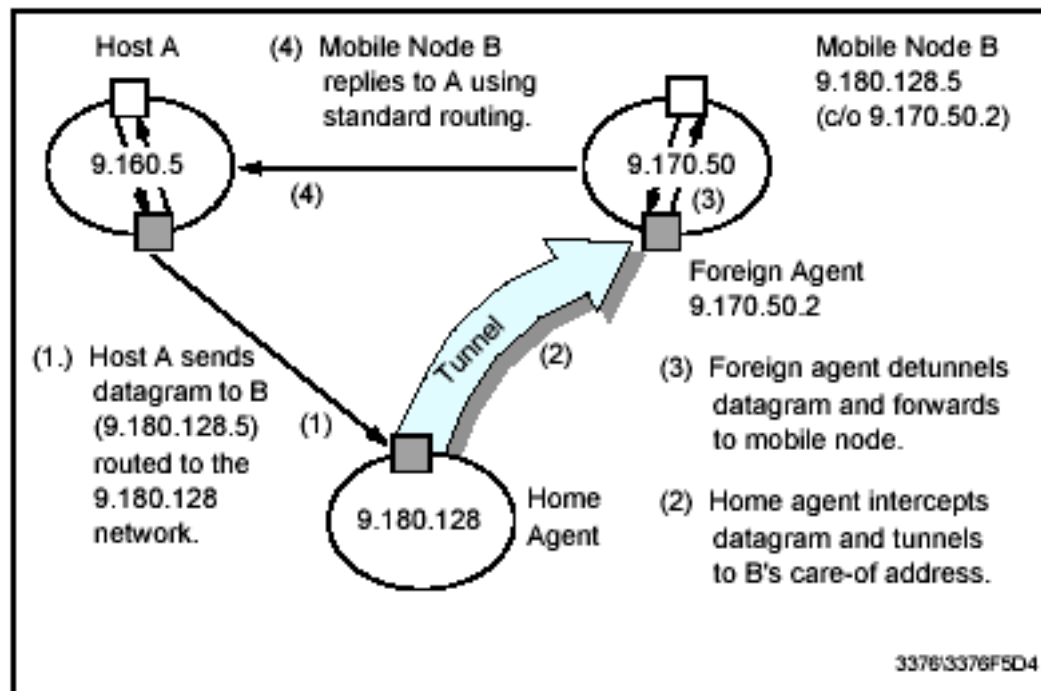 Host A
(4) Mobile Node B
replies to A using
standard routing.
Mobile Node B
9.180.128.5
(c/o 9.170.50.2)
9.160.5
9.170.50
(4)
(3)
Foreign Agent
9.170.50.2
Tunnel
(2)
(1.) Host A sends
datagram to B
(9.180.128.5)
routed to the
9.180.128
network.
(1)
(3) Foreign agent detunnels
datagram and forwards
to mobile node.
9.180.128
Home
Agent
(2) Home agent intercepts
datagram and tunnels
to B's care-of address.
3376\3376F5D4